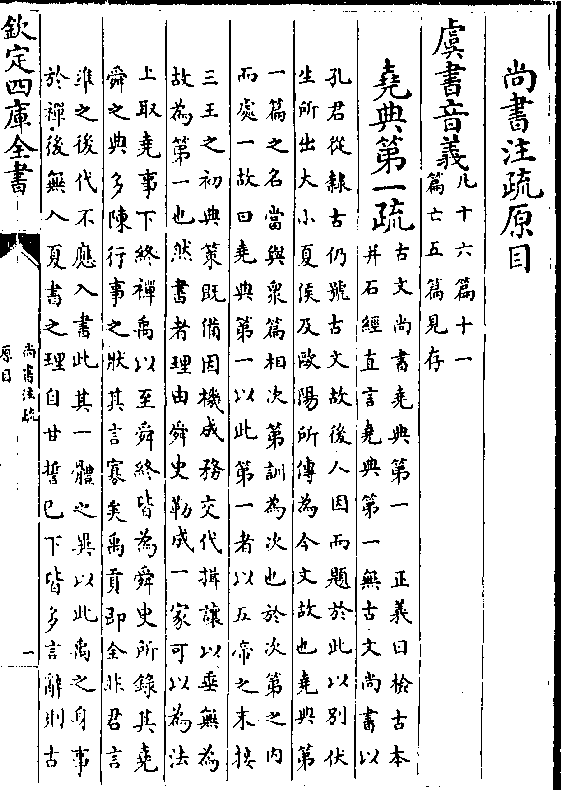 尚書注疏原目
虞書音義
凡十六篇十一
篇亡五篇見存
堯典第一疏
古文尚書堯典第一　正義曰檢古本
并石經直言堯典第一無古文尚書以
孔君從隷古仍號古文故後人因而題於此以別伏
生所出大小夏侯及歐陽所傳為今文故也堯典第
一篇之名當與衆篇相次第訓為次也於次第之内
而處一故曰堯典第一以此第一者以五帝之末接
三王之初典策既備因機成務交代揖讓以垂無為
故為第一也然書者理由舜史勒成一家可以為法
上取堯事下終禪禹以至舜終皆為舜史所錄其堯
舜之典多陳行事之狀其言寡矣禹貢即全非君言
準之後代不應入書此其一體之異以此禹之身事
於禪後無入夏書之理自甘誓已下皆多言辭則古
欽定四庫全書
尚書注疏
原目
一